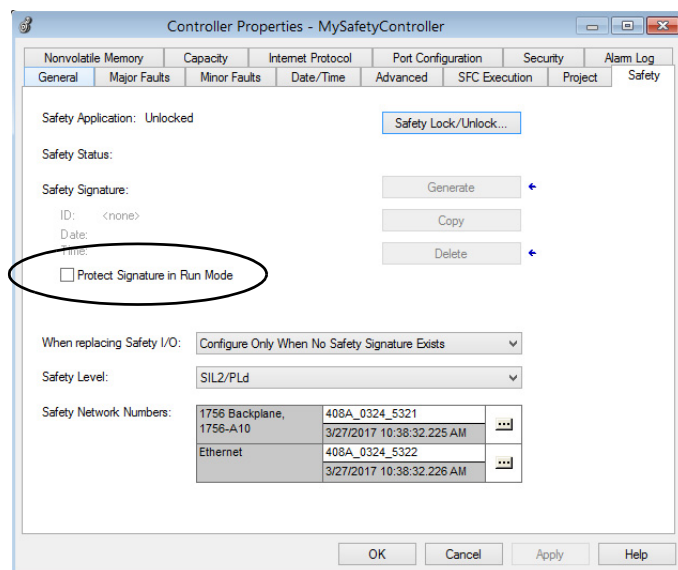 Controller Properties - MySafetyController
Nonvolatile Memory Capacity Internet Protocol Port Configuration Security Alarm Log
General Major Faults Minor Faults Date/Time Advanced SFC Execution Project Safety
Safety Application: Unlocked Safety Lock/Unlock...
Safety Status:
Safety Signature: Generate
ID: <none> Copy
Date:
Time: Delete
Protect Signature in Run Mode
When replacing Safety I/O: Configure Only When No Safety Signature Exists
Safety Level: SIL2/PLd
Safety Network Numbers: 1756 Backplane, 408A_0324_5321
1756-A10 3/27/2017 10:38:32.225 AM ...
Ethernet 408A_0324_5322
3/27/2017 10:38:32.226 AM ...
OK Cancel Apply Help